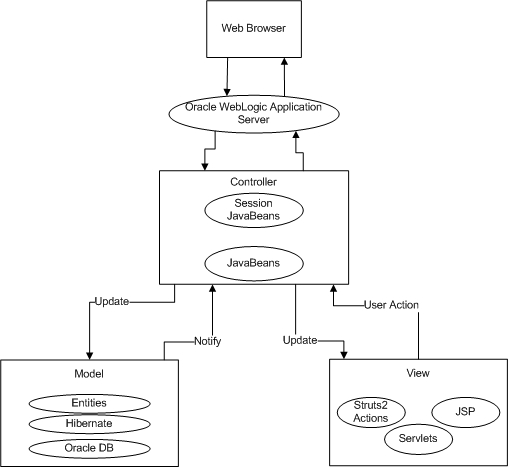 Web Browser
Oracle WebLogic Application
Server
Controller
Session
JavaBeans
JavaBeans
Update
User Action
Notify
Update
Model
View
Entities
Hibernate
Oracle DB
Struts2
Actions
JSP
Servlets